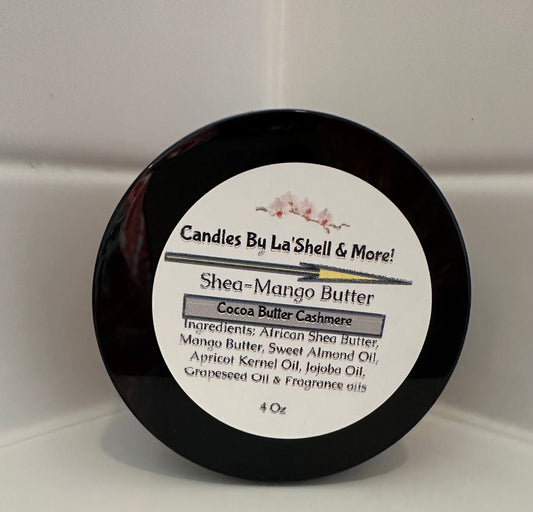 Candles By La'Shell & More!
Shea-Mango Butter
Cocoa Butter Cashmere
Ingredients: African Shea Butter,
Mango Butter, Sweet Almond Oil,
Apricot Kernel Oil, Jojoba Oil,
Grapeseed Oil & Fragrance oils
4 Oz